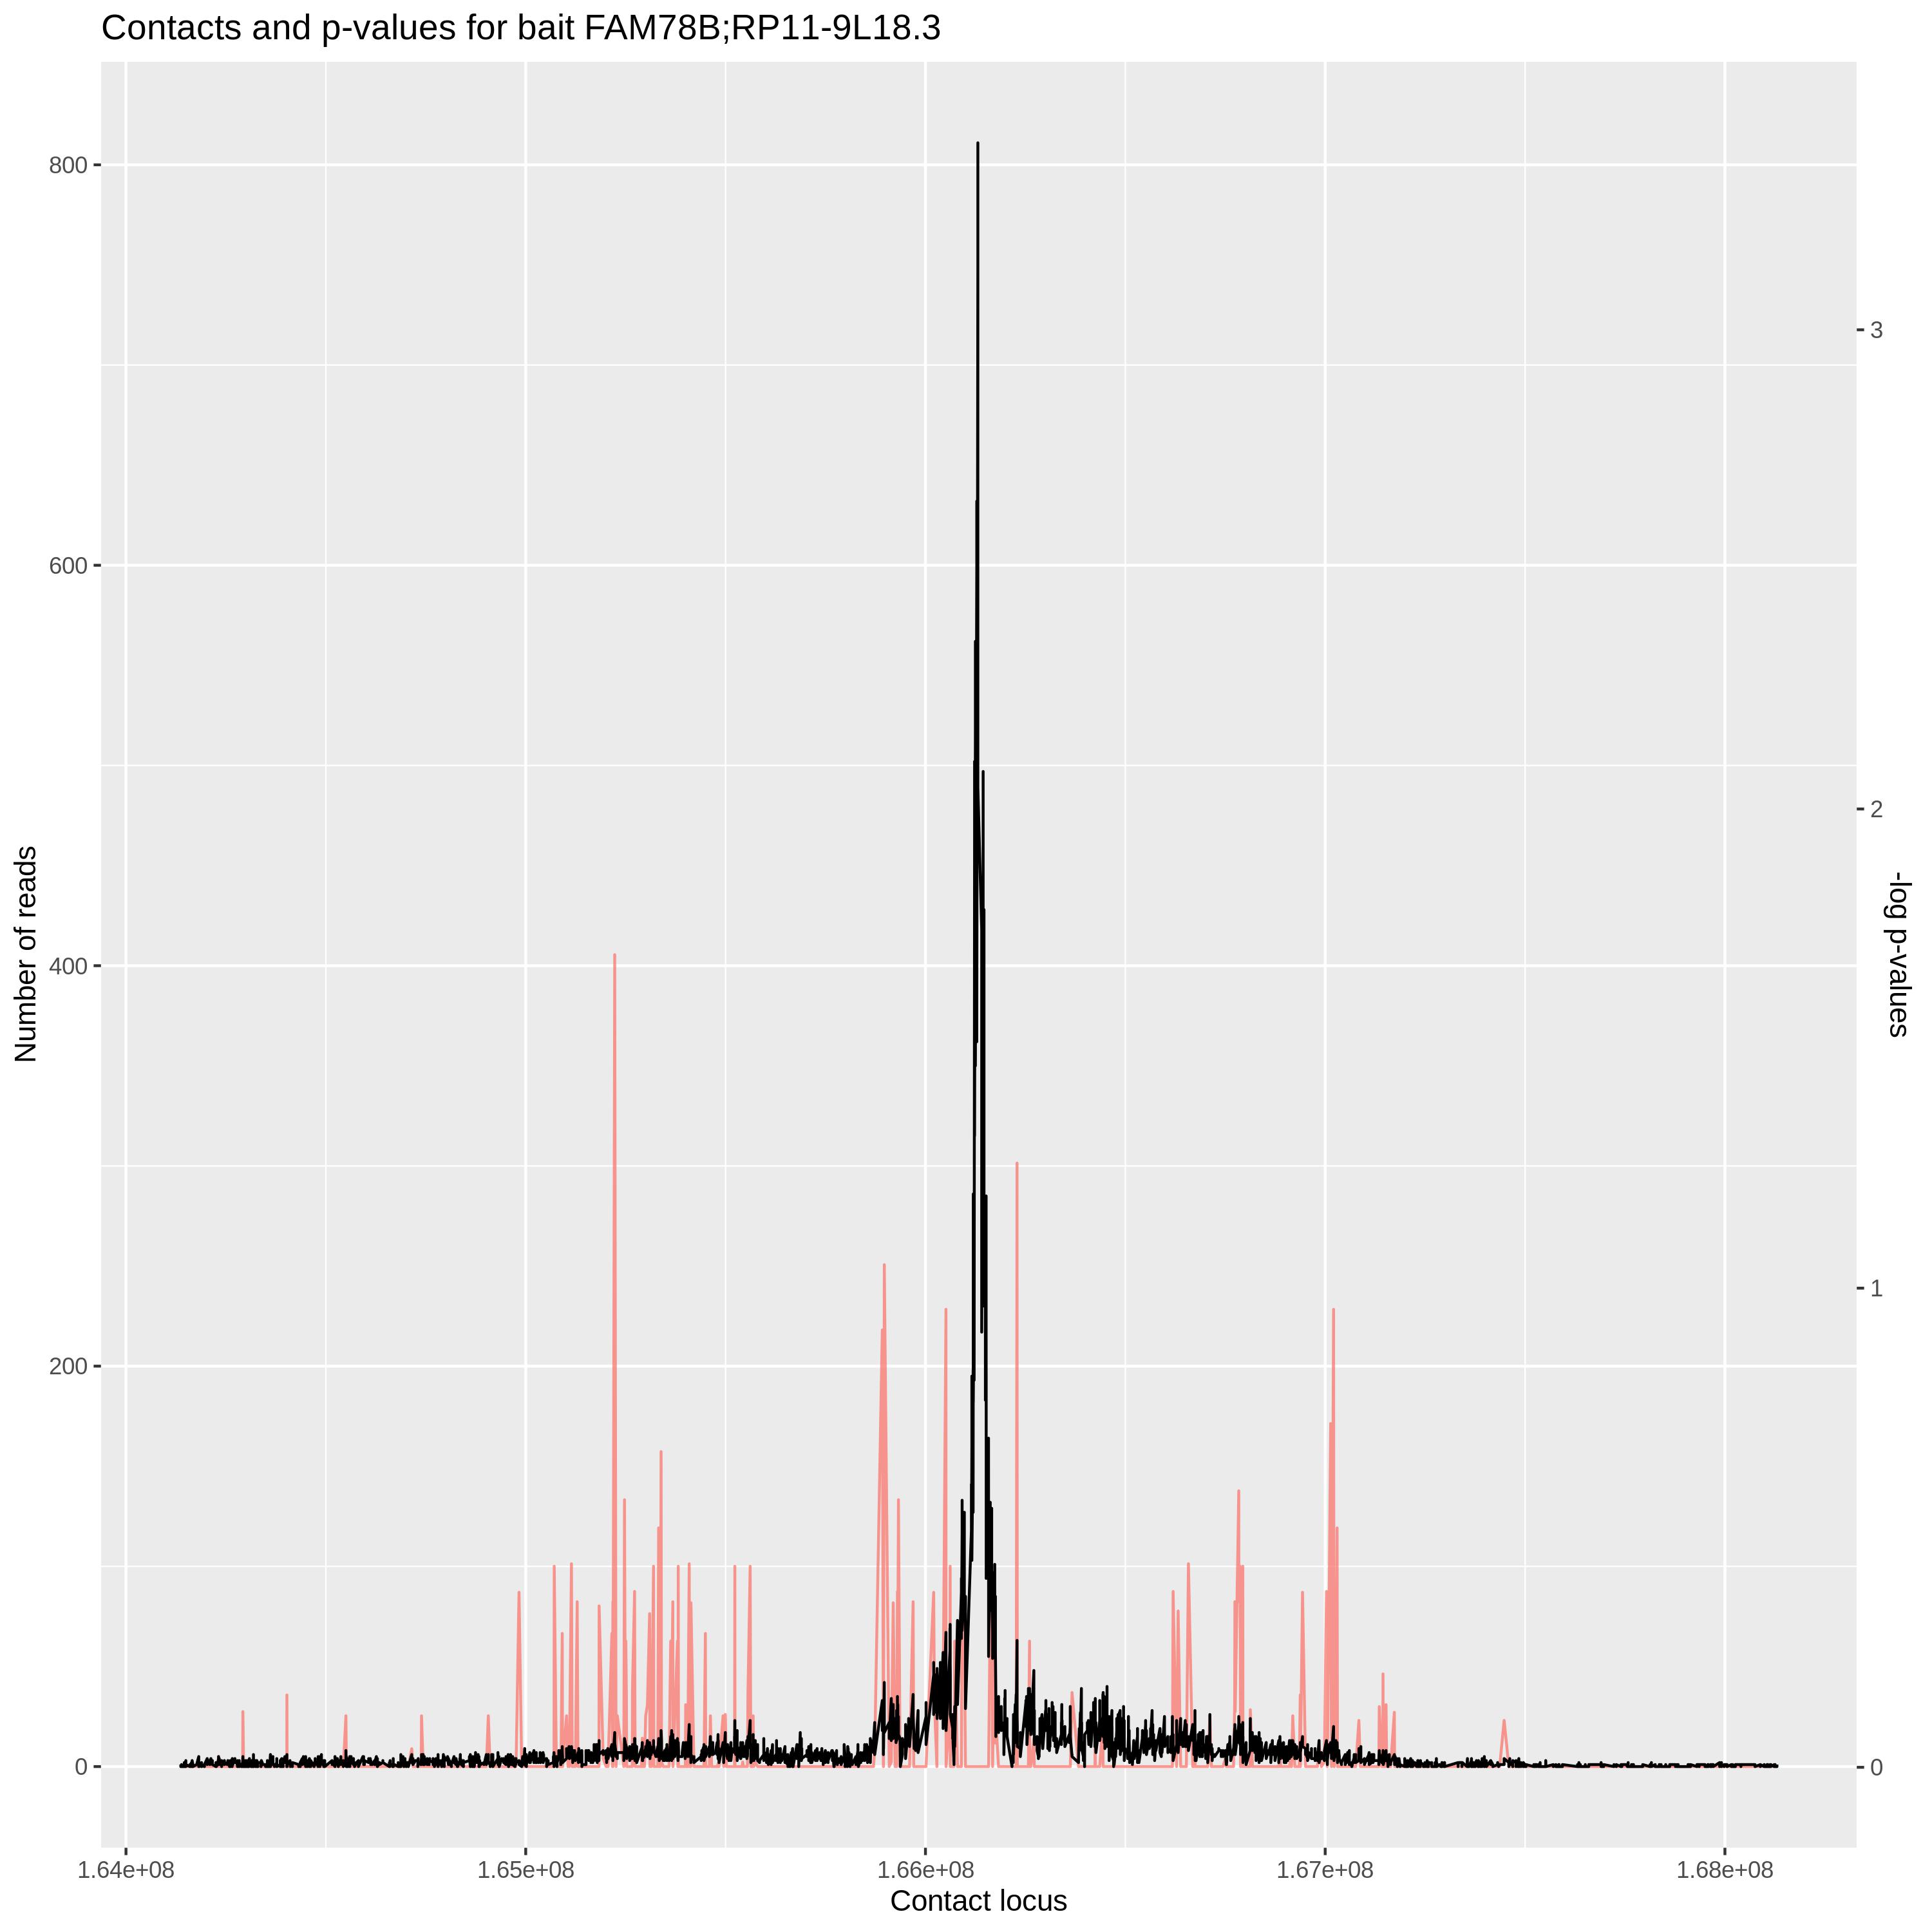 Contacts and p-values for bait FAM78B;RP11-9L18.3
Number of reads
800
600
400
200
0
3
2
1
0
-log p-values
1.64e+08 1.65e+08 1.66e+08 1.67e+08 1.68e+08
Contact locus